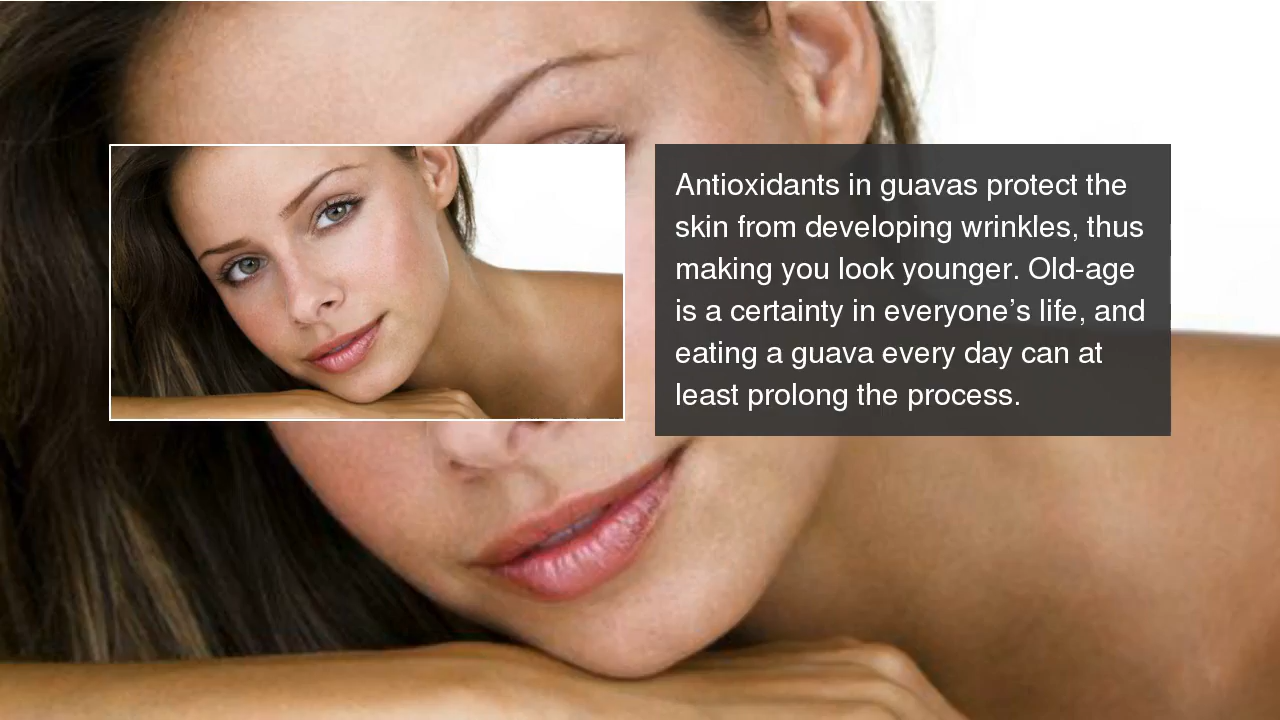 Antioxidants in guavas protect the
skin from developing wrinkles, thus
making you look younger. Old-age
is a certainty in everyone’s life, and
eating a guava every day can at
least prolong the process.